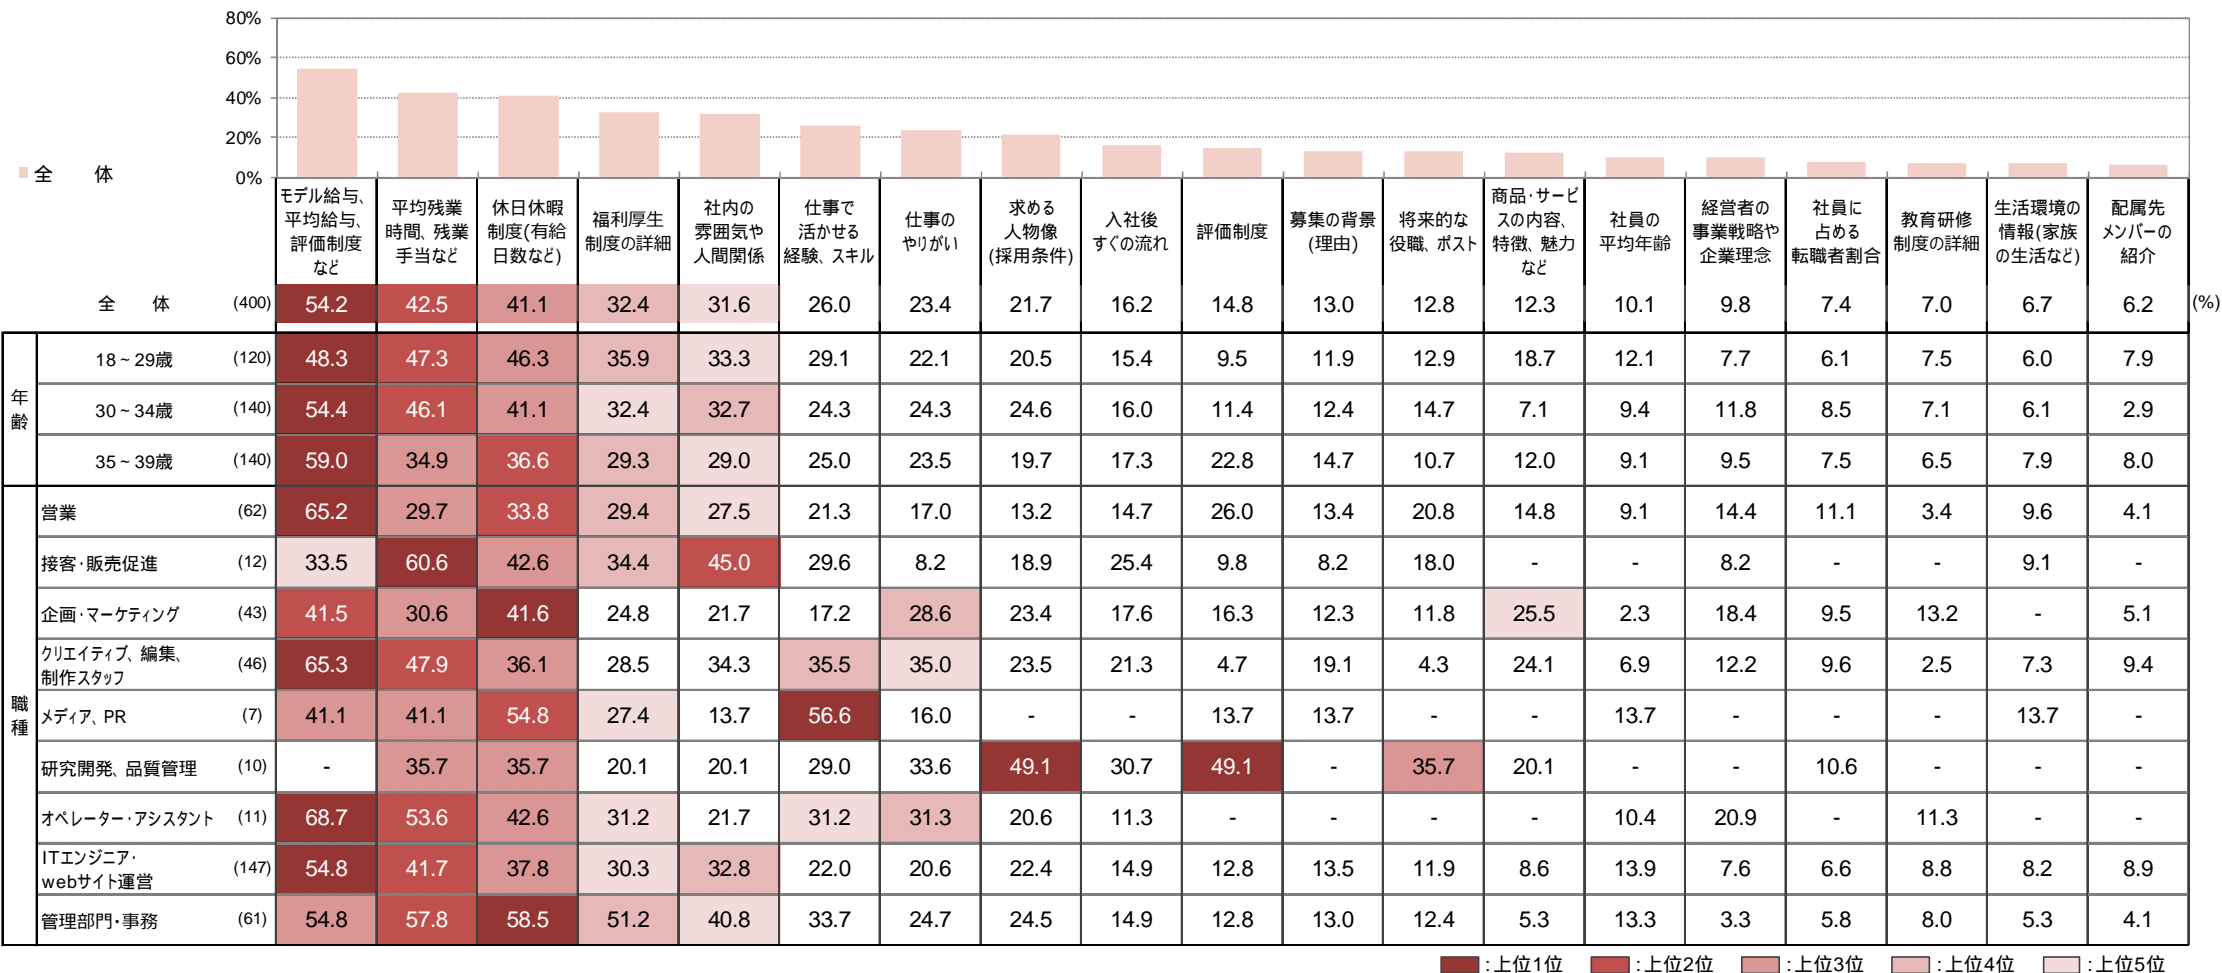 80%
60%
40%
20%
0%
全 体
モデル給与、
平均給与、
評価制度
など
平均残業
時間、残業
手当など
休日休暇
制度(有給
日数など)
福利厚生
制度の詳細
社内の
雰囲気や
人間関係
仕事で
活かせる
経験、スキル
仕事の
やりがい
求める
人物像
(採用条件)
入社後
すぐの流れ
評価制度
募集の背景
(理由)
将来的な
役職、ポスト
商品・サービ
スの内容、
特徴、魅力
など
社員の
平均年齢
経営者の
事業戦略や
企業理念
社員に
占める
転職者割合
教育研修
制度の詳細
生活環境の
情報(家族
の生活など)
配属先
メンバーの
紹介
全 体 (400) 54.2 42.5 41.1 32.4 31.6 26.0 23.4 21.7 16.2 14.8 13.0 12.8 12.3 10.1 9.8 7.4 7.0 6.7 6.2 (%)
年齢
18~29歳 (120) 48.3 47.3 46.3 35.9 33.3 29.1 22.1 20.5 15.4 9.5 11.9 12.9 18.7 12.1 7.7 6.1 7.5 6.0 7.9
30~34歳 (140) 54.4 46.1 41.1 32.4 32.7 24.3 24.3 24.6 16.0 11.4 12.4 14.7 7.1 9.4 11.8 8.5 7.1 6.1 2.9
35~39歳 (140) 59.0 34.9 36.6 29.3 29.0 25.0 23.5 19.7 17.3 22.8 14.7 10.7 12.0 9.1 9.5 7.5 6.5 7.9 8.0
職種
営業 (62) 65.2 29.7 33.8 29.4 27.5 21.3 17.0 13.2 14.7 26.0 13.4 20.8 14.8 9.1 14.4 11.1 3.4 9.6 4.1
接客・販売促進 (12) 33.5 60.6 42.6 34.4 45.0 29.6 8.2 18.9 25.4 9.8 8.2 18.0 - - 8.2 - - 9.1 -
企画・マーケティング (43) 41.5 30.6 41.6 24.8 21.7 17.2 28.6 23.4 17.6 16.3 12.3 11.8 25.5 2.3 18.4 9.5 13.2 - 5.1
クリエイティブ、編集、
制作スタッフ (46) 65.3 47.9 36.1 28.5 34.3 35.5 35.0 23.5 21.3 4.7 19.1 4.3 24.1 6.9 12.2 9.6 2.5 7.3 9.4
メディア、PR (7) 41.1 41.1 54.8 27.4 13.7 56.6 16.0 - - 13.7 13.7 - - 13.7 - - - 13.7 -
研究開発、品質管理 (10) - 35.7 35.7 20.1 20.1 29.0 33.6 49.1 30.7 49.1 - 35.7 20.1 - - 10.6 - - -
オペレーター・アシスタント (11) 68.7 53.6 42.6 31.2 21.7 31.2 31.3 20.6 11.3 - - - - 10.4 20.9 - 11.3 - -
ITエンジニア・
webサイト運営 (147) 54.8 41.7 37.8 30.3 32.8 22.0 20.6 22.4 14.9 12.8 13.5 11.9 8.6 13.9 7.6 6.6 8.8 8.2 8.9
管理部門・事務 (61) 54.8 57.8 58.5 51.2 40.8 33.7 24.7 24.5 14.9 12.8 13.0 12.4 5.3 13.3 3.3 5.8 8.0 5.3 4.1
:上位1位 :上位2位 :上位3位 :上位4位 :上位5位